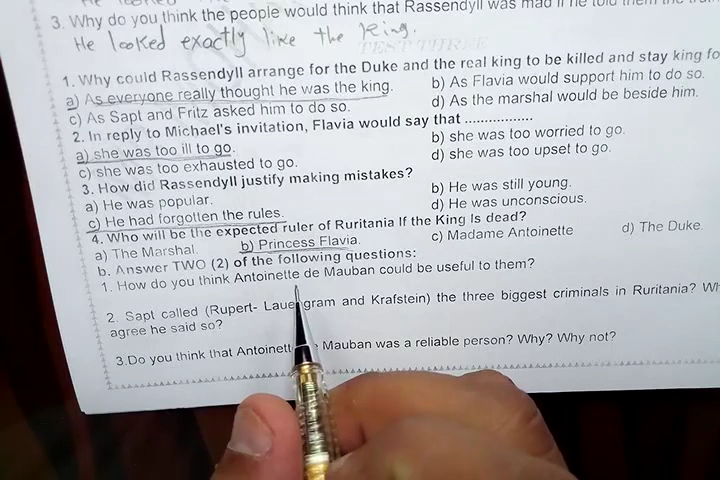 3. Why do you think the people would think that Rassendyll was mad if he told them
He looked exactly like the King.
TEST THREE
1. Why could Rassendyll arrange for the Duke and the real king to be killed and stay king fo
a) As everyone really thought he was the king.
b) As Flavia would support him to do so.
c) As Sapt and Fritz asked him to do so.
d) As the marshal would be beside him.
2. In reply to Michael's invitation, Flavia would say that .................
a) she was too ill to go.
b) she was too worried to go.
c) she was too exhausted to go.
d) she was too upset to go.
3. How did Rassendyll justify making mistakes?
a) He was popular.
b) He was still young.
c) He had forgotten the rules.
d) He was unconscious.
4. Who will be the expected ruler of Ruritania If the King Is dead?
a) The Marshal.
b) Princess Flavia.
c) Madame Antoinette
d) The Duke.
b. Answer TWO (2) of the following questions:
1. How do you think Antoinette de Mauban could be useful to them?
2. Sapt called (Rupert- Laue gram and Krafstein) the three biggest criminals in Ruritania? Wh
agree he said so?
3.Do you think that Antoinett Mauban was a reliable person? Why? Why not?